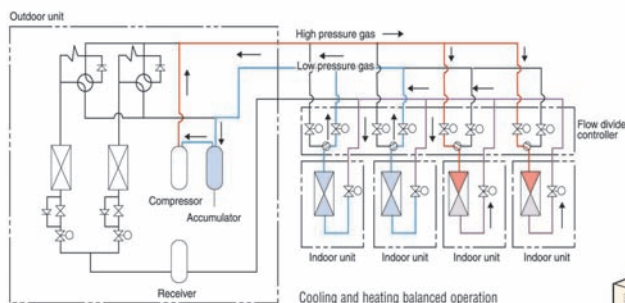 Outdoor unit
High pressure gas
Low pressure gas
Flow divide
controller
Compressor
Accumulator
Indoor unit
Indoor unit
Indoor unit
Indoor unit
Receiver
Cooling and heating balanced operation